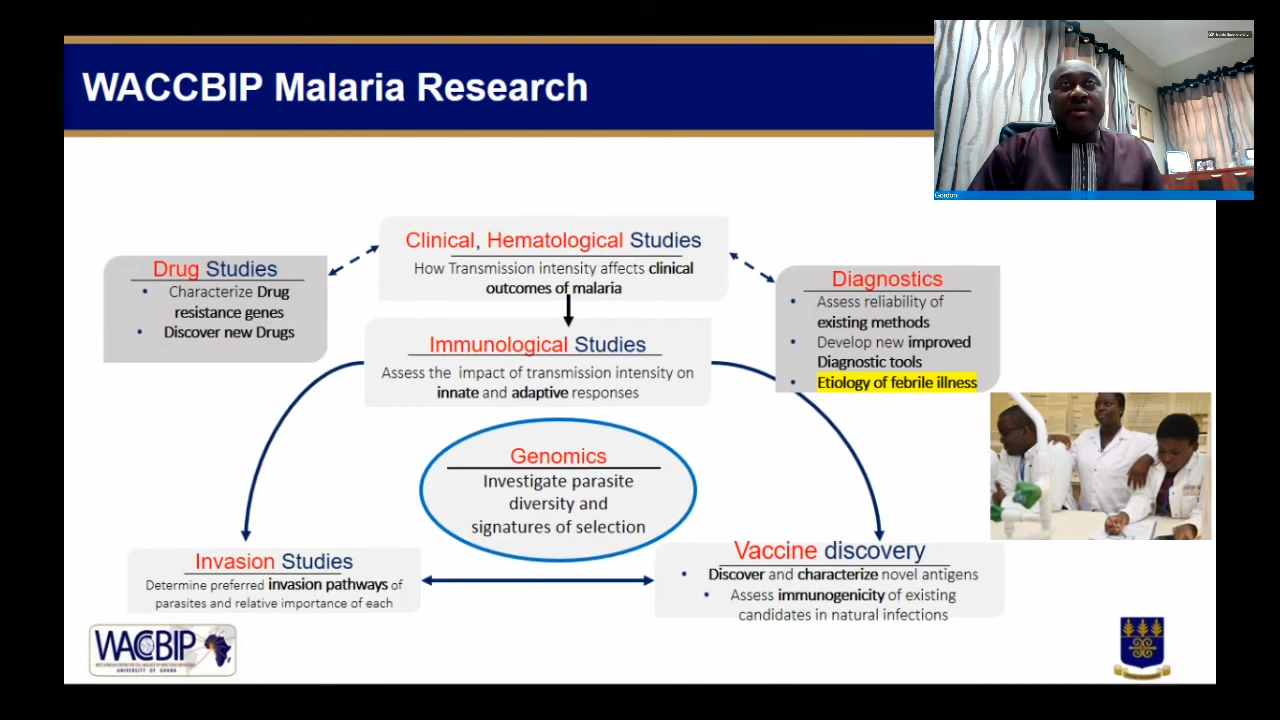 WACCBIP Malaria Research
Gordon
Clinical, Hematological Studies
How Transmission intensity affects clinical
outcomes of malaria
Drug Studies
Characterize Drug
resistance genes
Discover new Drugs
Diagnostics
Assess reliability of
existing methods
Develop new improved
Diagnostic tools
Etiology of febrile illness
Immunological Studies
Assess the impact of transmission intensity on
innate and adaptive responses
Genomics
Investigate parasite
diversity and
signatures of selection
Invasion Studies
Determine preferred invasion pathways of
parasites and relative importance of each
Vaccine discovery
Discover and characterize novel antigens
Assess immunogenicity of existing
candidates in natural infections
WACCBIP
UNIVERSITY OF GHANA